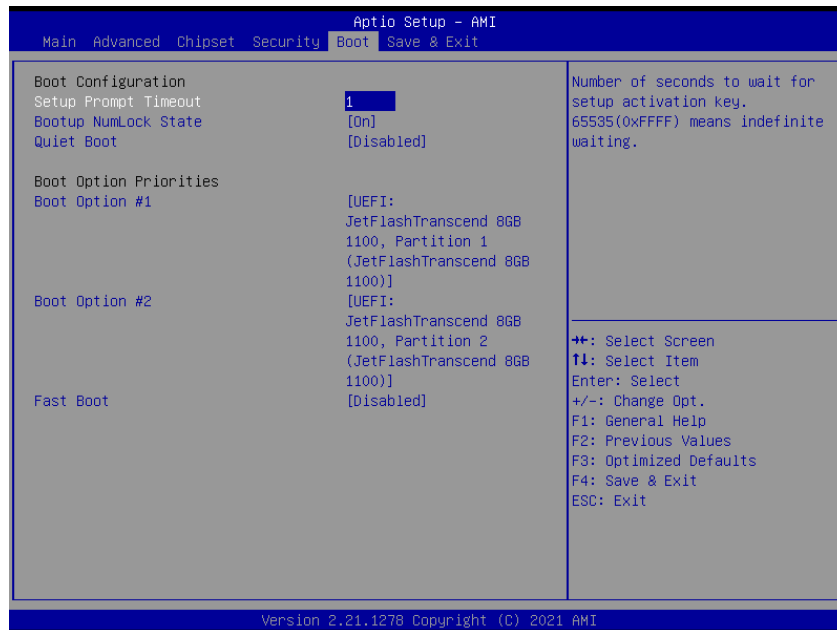 Aptio Setup – AMI
Main Advanced Chipset Security Boot Save & Exit
Boot Configuration
Setup Prompt Timeout 1
Bootup NumLock State [On]
Quiet Boot [Disabled]
Boot Option Priorities
Boot Option #1 [UEFI:
JetFlashTranscend 8GB
1100, Partition 1
(JetFlashTranscend 8GB
1100)]
Boot Option #2 [UEFI:
JetFlashTranscend 8GB
1100, Partition 2
(JetFlashTranscend 8GB
1100)]
Fast Boot [Disabled]
Number of seconds to wait for
setup activation key.
65535(0xFFFF) means indefinite
waiting.
→←: Select Screen
↑↓: Select Item
Enter: Select
+/-: Change Opt.
F1: General Help
F2: Previous Values
F3: Optimized Defaults
F4: Save & Exit
ESC: Exit
Version 2.21.1278 Copyright (C) 2021 AMI